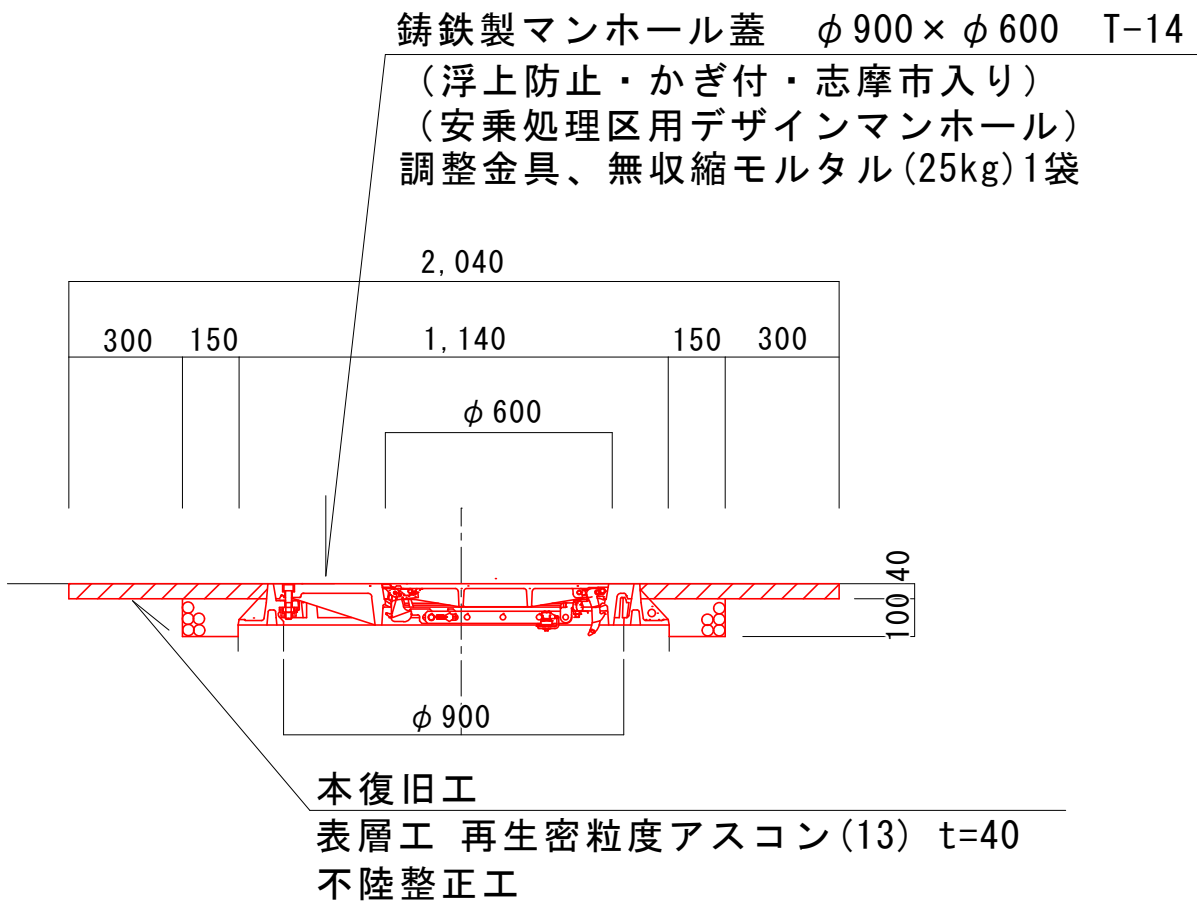 鋳鉄製マンホール蓋 φ900×φ600 T-14
(浮上防止・かぎ付・志摩市入り)
(安乗処理区用デザインマンホール)
調整金具、無収縮モルタル(25kg)1袋
2,040
300 150 1,140 150 300
φ600
40
100
φ900
本復旧工
表層工 再生密粒度アスコン(13) t=40
不陸整正工